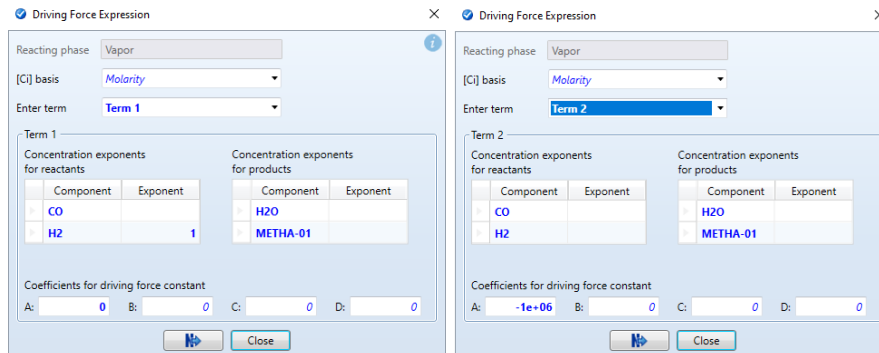 Driving Force Expression
Reacting phase Vapor
[Ci] basis Molarity
Enter term Term 1
Term 1
Concentration exponents
for reactants
Component Exponent
CO
H2 1
Concentration exponents
for products
Component Exponent
H2O
METHA-01
Coefficients for driving force constant
A: 0 B: 0 C: 0 D: 0
N
Close
Driving Force Expression
Reacting phase Vapor
[Ci] basis Molarity
Enter term Term 2
Term 2
Concentration exponents
for reactants
Component Exponent
CO
H2
Concentration exponents
for products
Component Exponent
H2O
METHA-01
Coefficients for driving force constant
A: -1e+06 B: 0 C: 0 D: 0
N
Close